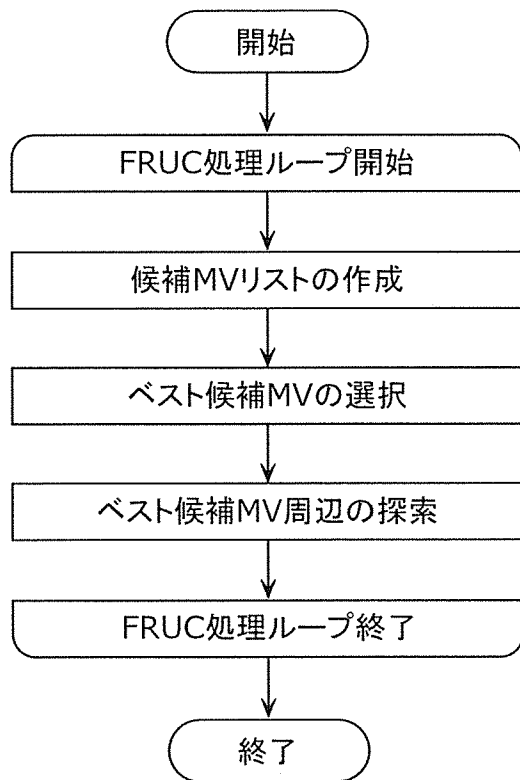 開始
FRUC処理ループ開始
候補MVリストの作成
ベスト候補MVの選択
ベスト候補MV周辺の探索
FRUC処理ループ終了
終了